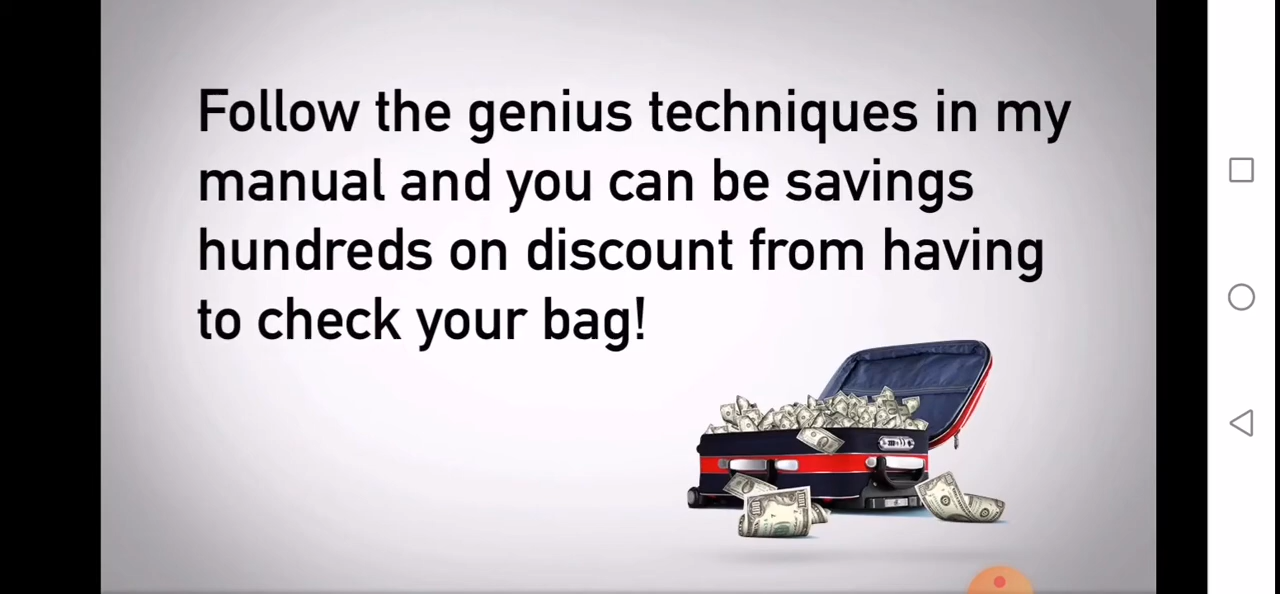 Follow the genius techniques in my
manual and you can be savings
hundreds on discount from having
to check your bag!